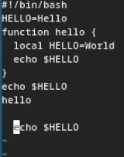 #!/bin/bash
HELLO=Hello
function hello {
  local HELLO=World
  echo $HELLO
}
echo $HELLO
hello
  echo $HELLO
~
~